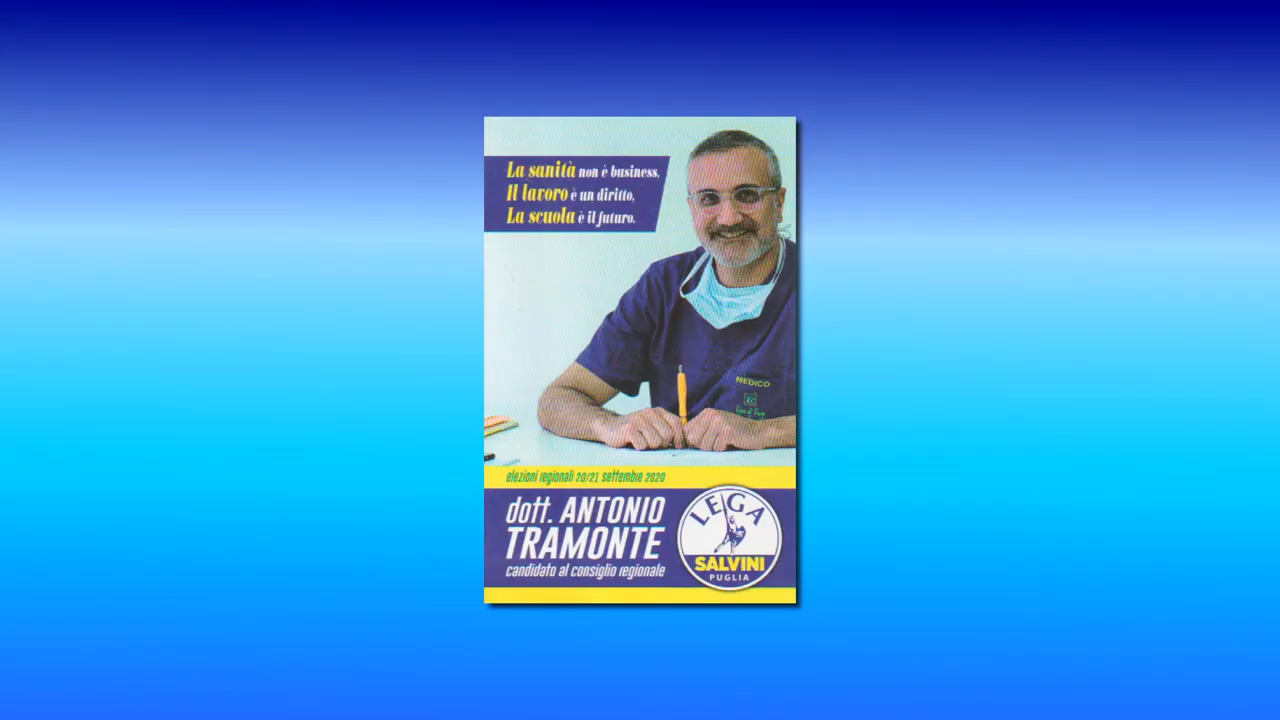 La sanità non è business,
Il lavoro è un diritto,
La scuola è il futuro.
MEDICO
elezioni regionali 20/21 settembre 2020
dott. ANTONIO
TRAMONTE
candidato al consiglio regionale
LEGA
SALVINI
PUGLIA